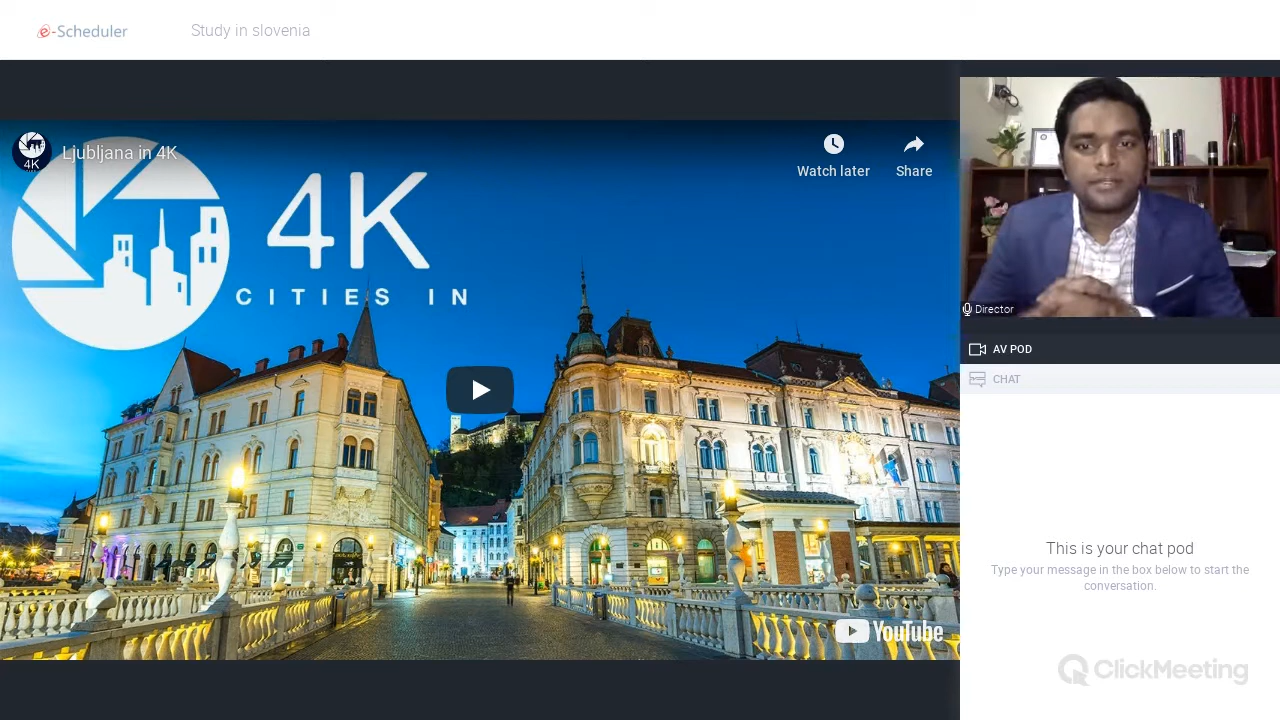 e-Scheduler
Study in slovenia
4K
Ljubljana in 4K
Watch later
Share
4K
CITIES IN
YouTube
Director
AV POD
CHAT
This is your chat pod
Type your message in the box below to start the
conversation.
ClickMeeting